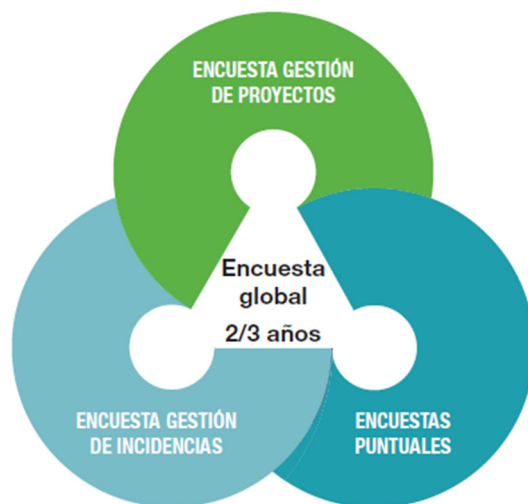 ENCUESTA GESTIÓN
DE PROYECTOS
Encuesta
global
2/3 años
ENCUESTA GESTIÓN
DE INCIDENCIAS
ENCUESTAS
PUNTUALES